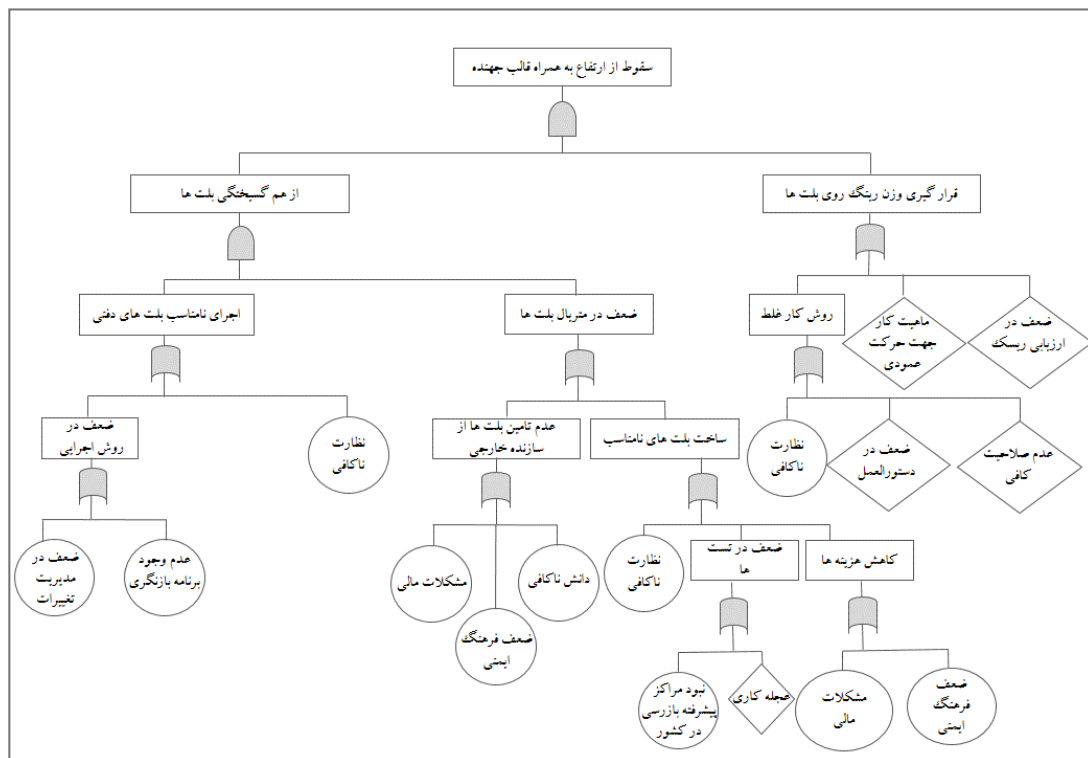 سقوط از ارتفاع به همراه قالب جهنده
قرار گیری وزن رینگ روی بلت ها
از هم گسیختگی بلت ها
روش کار غلط
ماهیت کار
جهت حرکت
عمودی
ضعف در
ارزیابی ریسک
ضعف در متریال بلت ها
اجرای نامناسب بلت های دفنی
نظارت
ناکافی
ضعف در
دستورالعمل
عدم صلاحیت
کافی
ساخت بلت های نامناسب
عدم تامین بلت ها از
سازنده خارجی
نظارت
ناکافی
ضعف در
روش اجرایی
کاهش هزینه ها
ضعف در تست
ها
نظارت
ناکافی
دانش ناکافی
ضعف فرهنگ
ایمنی
مشکلات مالی
عدم وجود
برنامه بازنگری
ضعف در
مدیریت
تغییرات
ضعف
فرهنگ
ایمنی
مشکلات
مالی
عجله کاری
نبود مراکز
پیشرفته بازرسی
در کشور